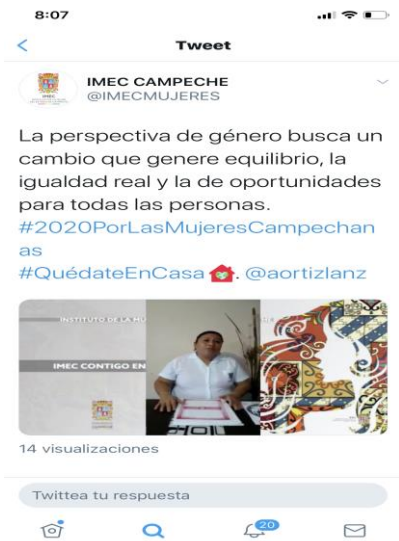 8:07
Tweet
IMEC CAMPECHE
@IMECMUJERES
La perspectiva de género busca un
cambio que genere equilibrio, la
igualdad real y la de oportunidades
para todas las personas.
#2020PorLasMujeresCampechan
as
#QuédateEnCasa. @aortizlanz
INSTITUTO DE LA MU
IMEC CONTIGO EN
14 visualizaciones
Twittea tu respuesta
20